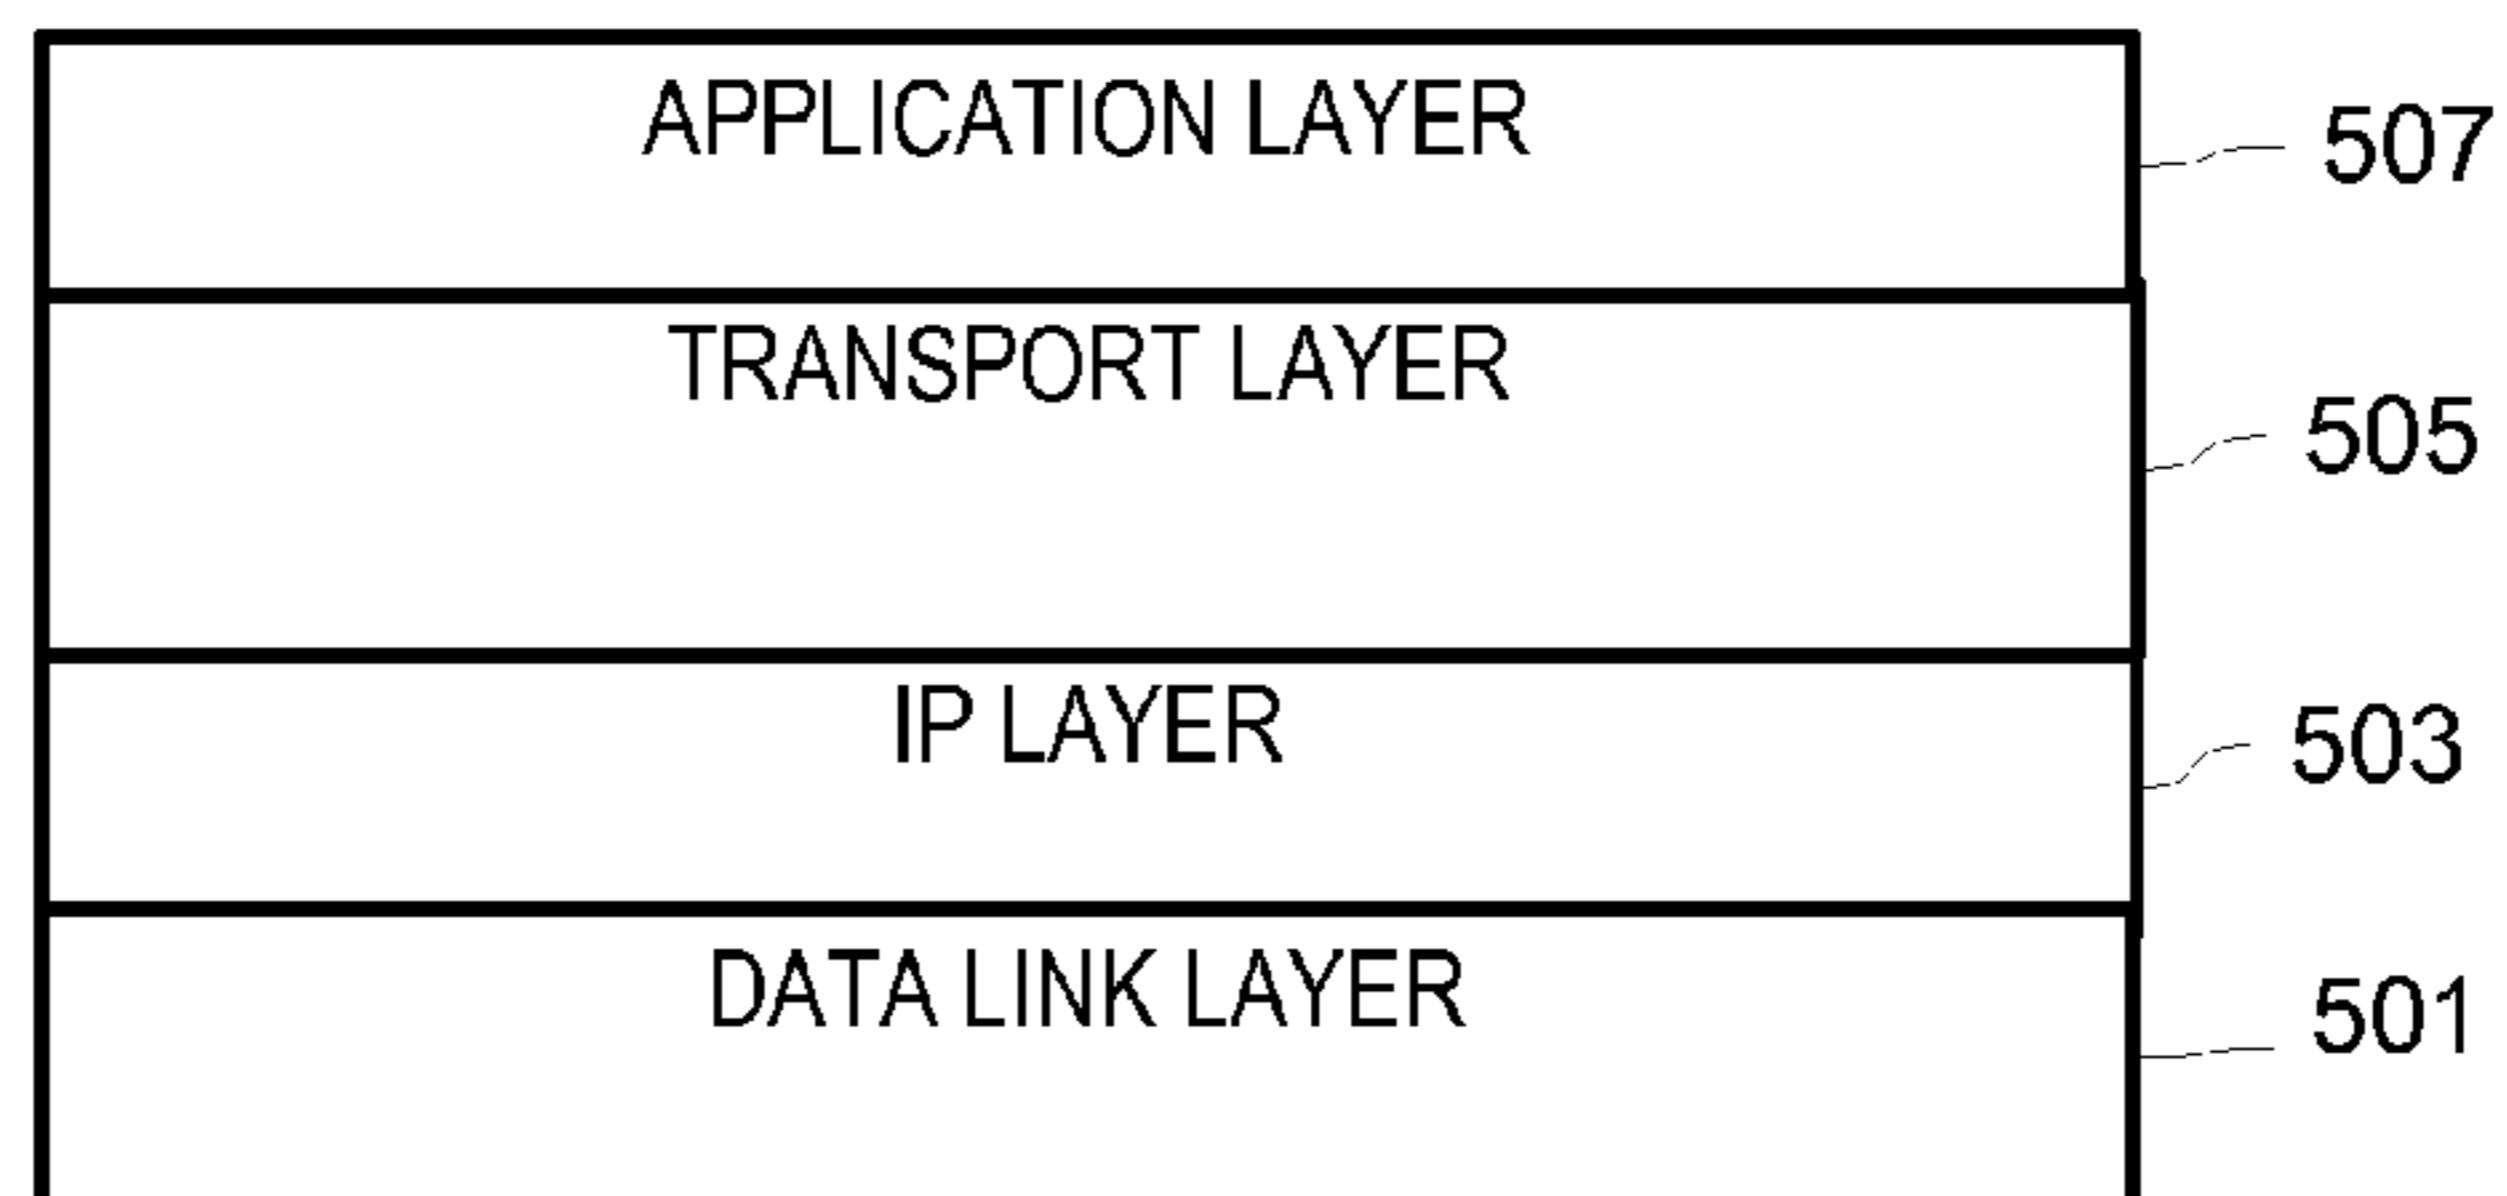 APPLICATION LAYER
507
TRANSPORT LAYER
505
IP LAYER
503
DATA LINK LAYER
501